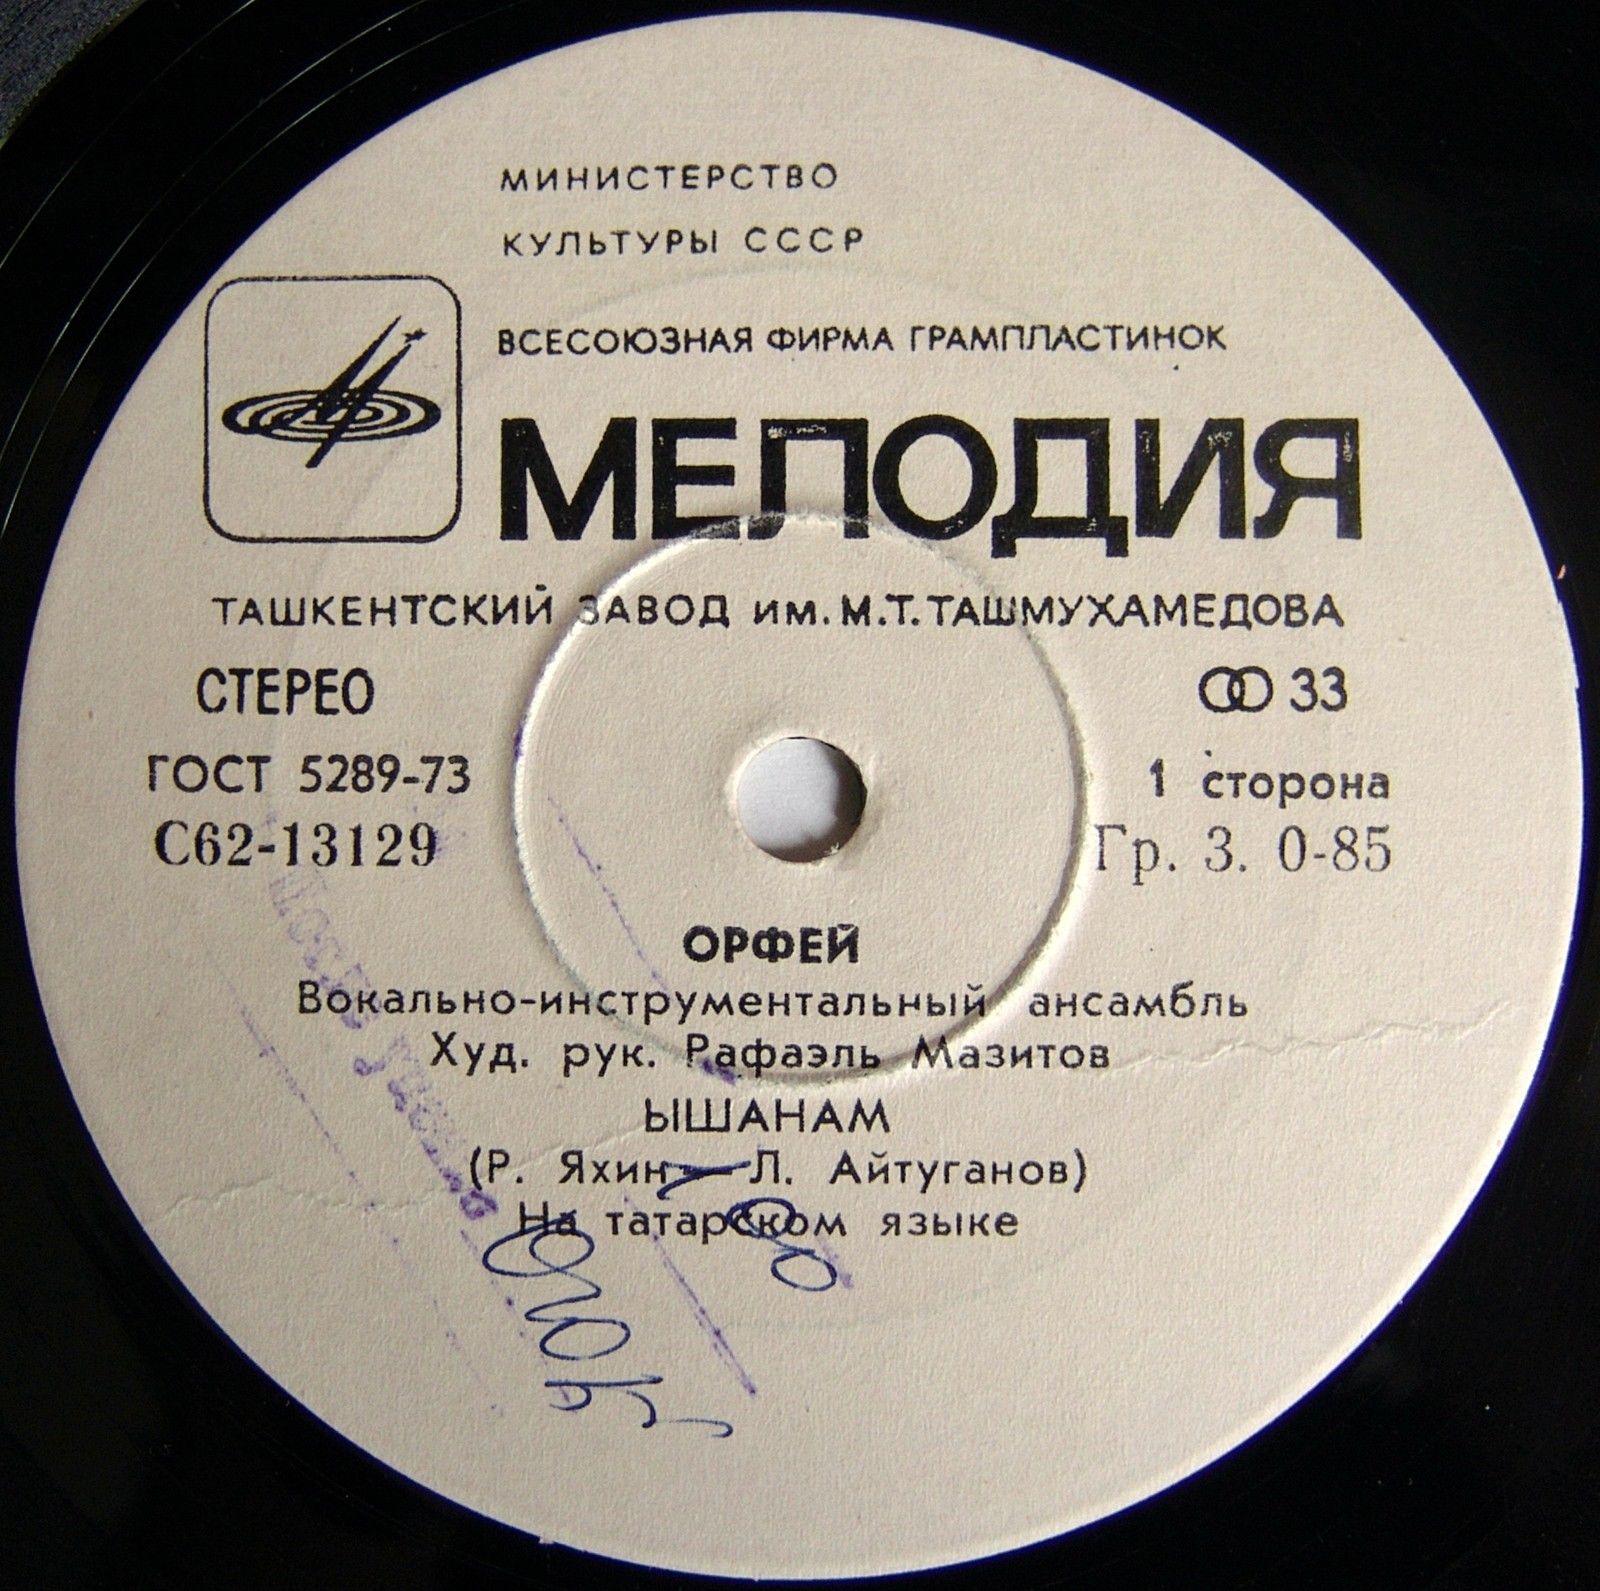 МИНИСТЕРСТВО
КУЛЬТУРЫ СССР
ВСЕСОЮЗНАЯ ФИРМА ГРАМПЛАСТИНОК
МЕЛОДИЯ
ТАШКЕНТСКИЙ ЗАВОД им. М.Т. ТАШМУХАМЕДОВА
СТЕРЕО
33
ГОСТ 5289-73
1 сторона
С62-13129
Гр. 3. 0-85
ОРФЕЙ
Вокально-инструментальный ансамбль
Худ. рук. Рафаэль Мазитов
ЫШАНАМ
(Р. Яхин — Л. Айтуганов)
На татарском языке